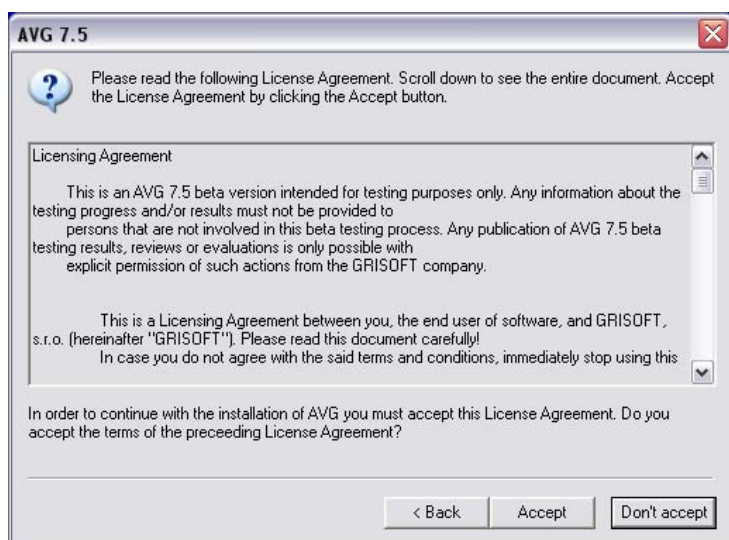 AVG 7.5
Please read the following License Agreement. Scroll down to see the entire document. Accept
the License Agreement by clicking the Accept button.
Licensing Agreement
This is an AVG 7.5 beta version intended for testing purposes only. Any information about the
testing progress and/or results must not be provided to
persons that are not involved in this beta testing process. Any publication of AVG 7.5 beta
testing results, reviews or evaluations is only possible with
explicit permission of such actions from the GRISOFT company.
This is a Licensing Agreement between you, the end user of software, and GRISOFT,
s.r.o. (hereinafter "GRISOFT"). Please read this document carefully!
In case you do not agree with the said terms and conditions, immediately stop using this
In order to continue with the installation of AVG you must accept this License Agreement. Do you
accept the terms of the preceeding License Agreement?
< Back
Accept
Don't accept